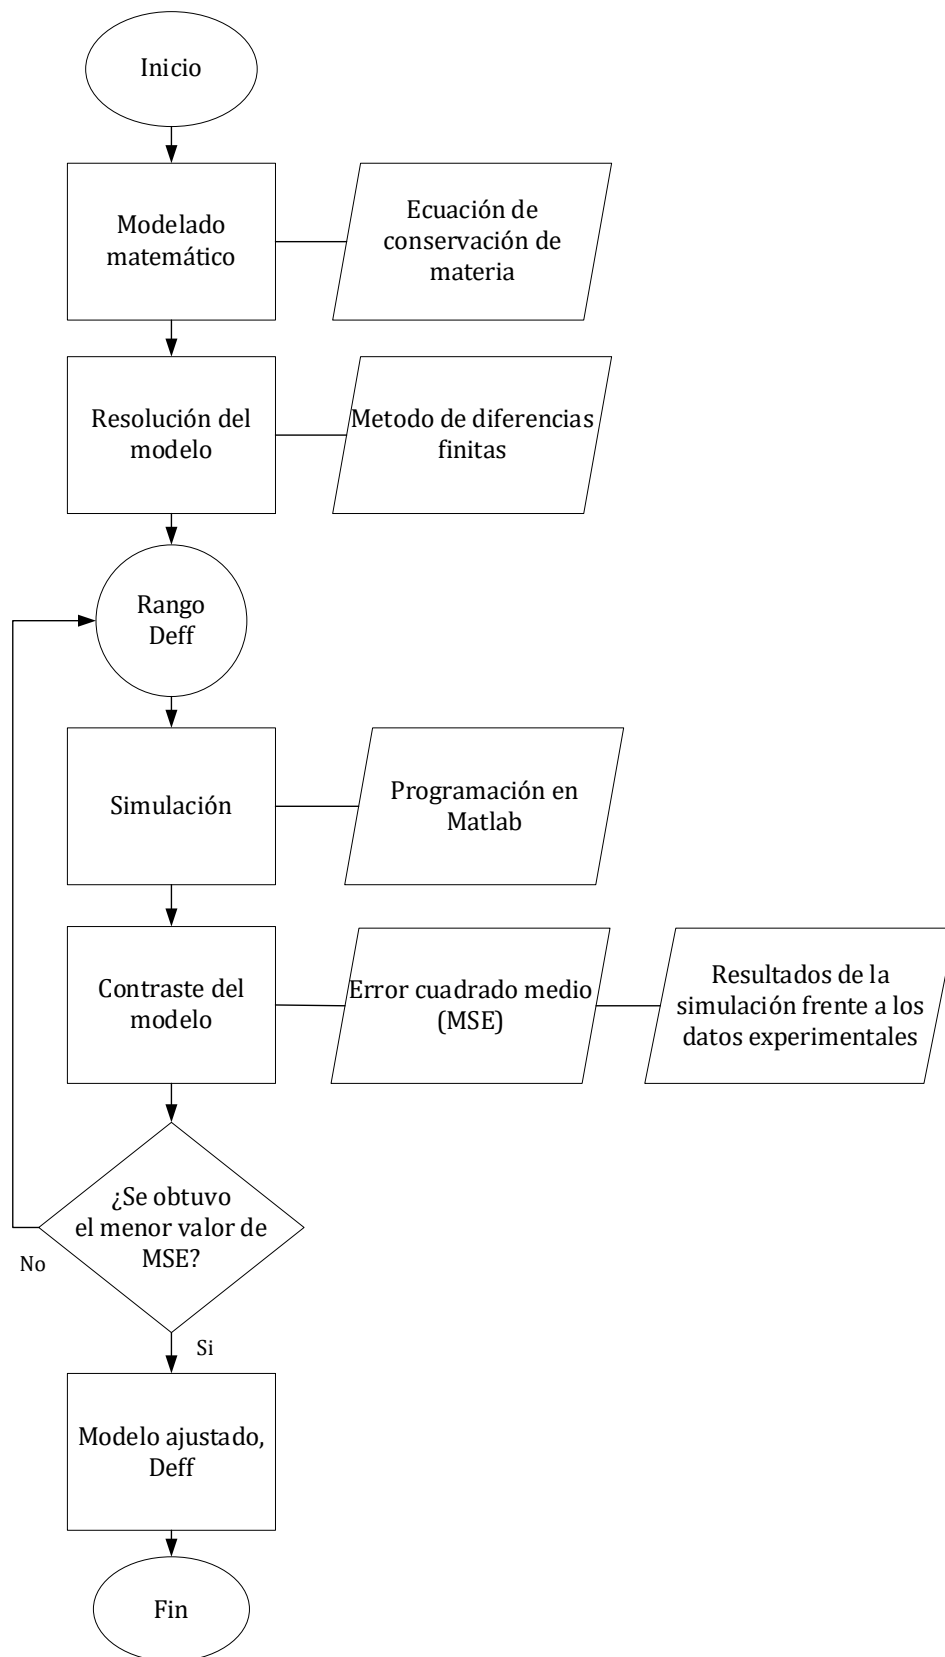 Inicio
Modelado
matemático
Ecuación de
conservación de
materia
Resolución del
modelo
Metodo de diferencias
finitas
Rango
Deff
Simulación
Programación en
Matlab
Contraste del
modelo
Error cuadrado medio
(MSE)
Resultados de la
simulación frente a los
datos experimentales
¿Se obtuvo
el menor valor de
MSE?
No
Si
Modelo ajustado,
Deff
Fin